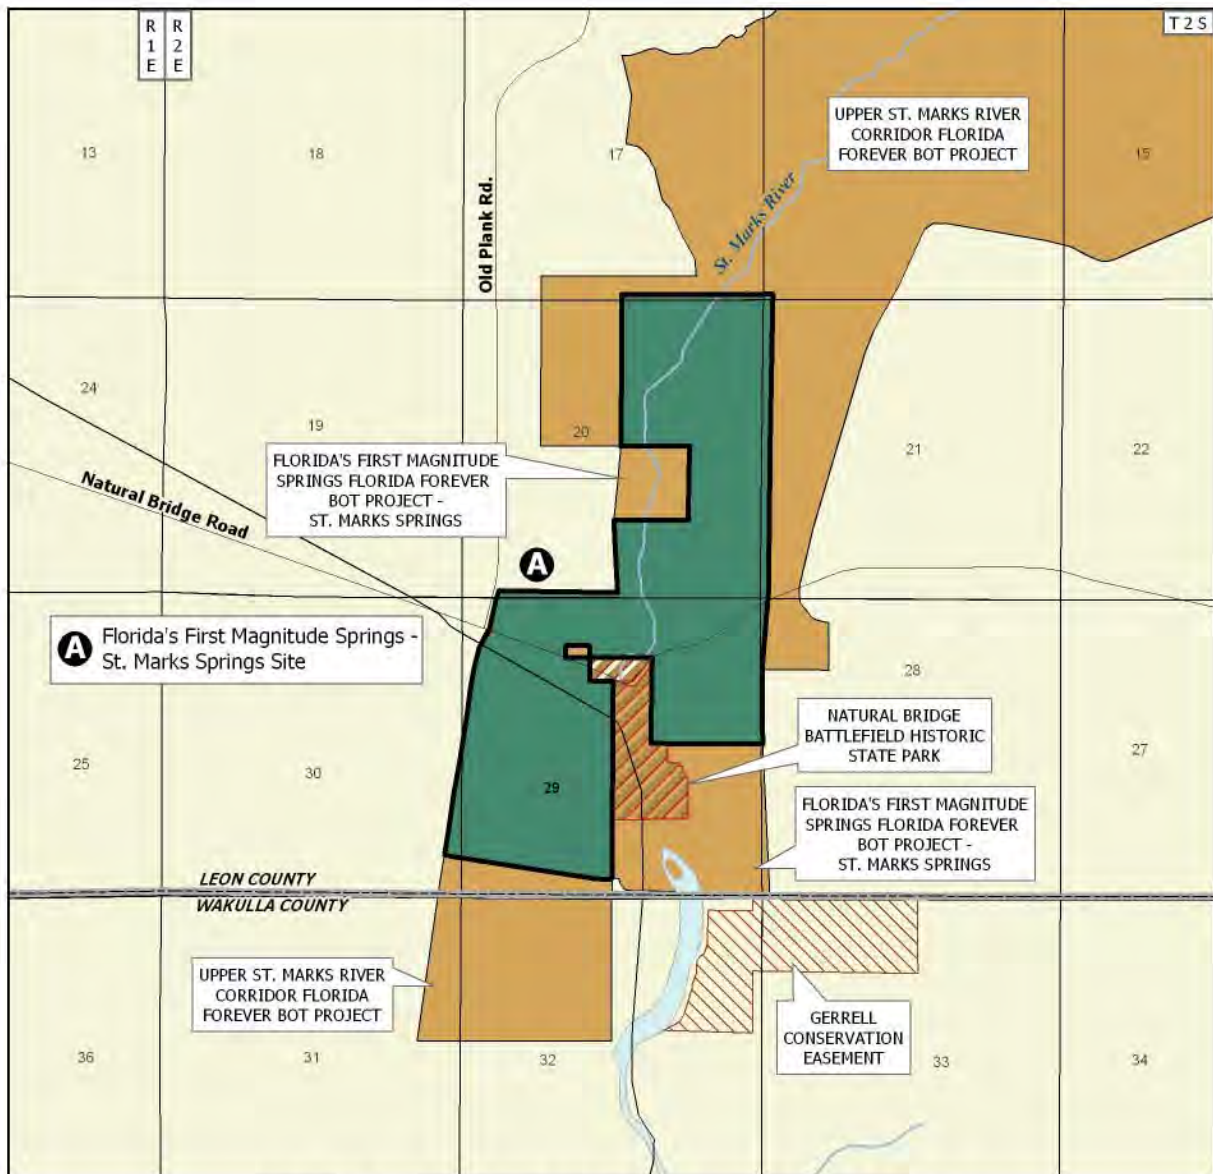 R
1
E
R
2
E
T 2 S
UPPER ST. MARKS RIVER
CORRIDOR FLORIDA
FOREVER BOT PROJECT
13
18
17
15
Old Plank Rd.
St. Marks River
24
19
20
21
22
FLORIDA'S FIRST MAGNITUDE
SPRINGS FLORIDA FOREVER
BOT PROJECT -
ST. MARKS SPRINGS
Natural Bridge Road
A
A
Florida's First Magnitude Springs -
St. Marks Springs Site
28
NATURAL BRIDGE
BATTLEFIELD HISTORIC
STATE PARK
25
30
29
27
FLORIDA'S FIRST MAGNITUDE
SPRINGS FLORIDA FOREVER
BOT PROJECT -
ST. MARKS SPRINGS
LEON COUNTY
WAKULLA COUNTY
UPPER ST. MARKS RIVER
CORRIDOR FLORIDA
FOREVER BOT PROJECT
GERRELL
CONSERVATION
EASEMENT
36
31
32
33
34